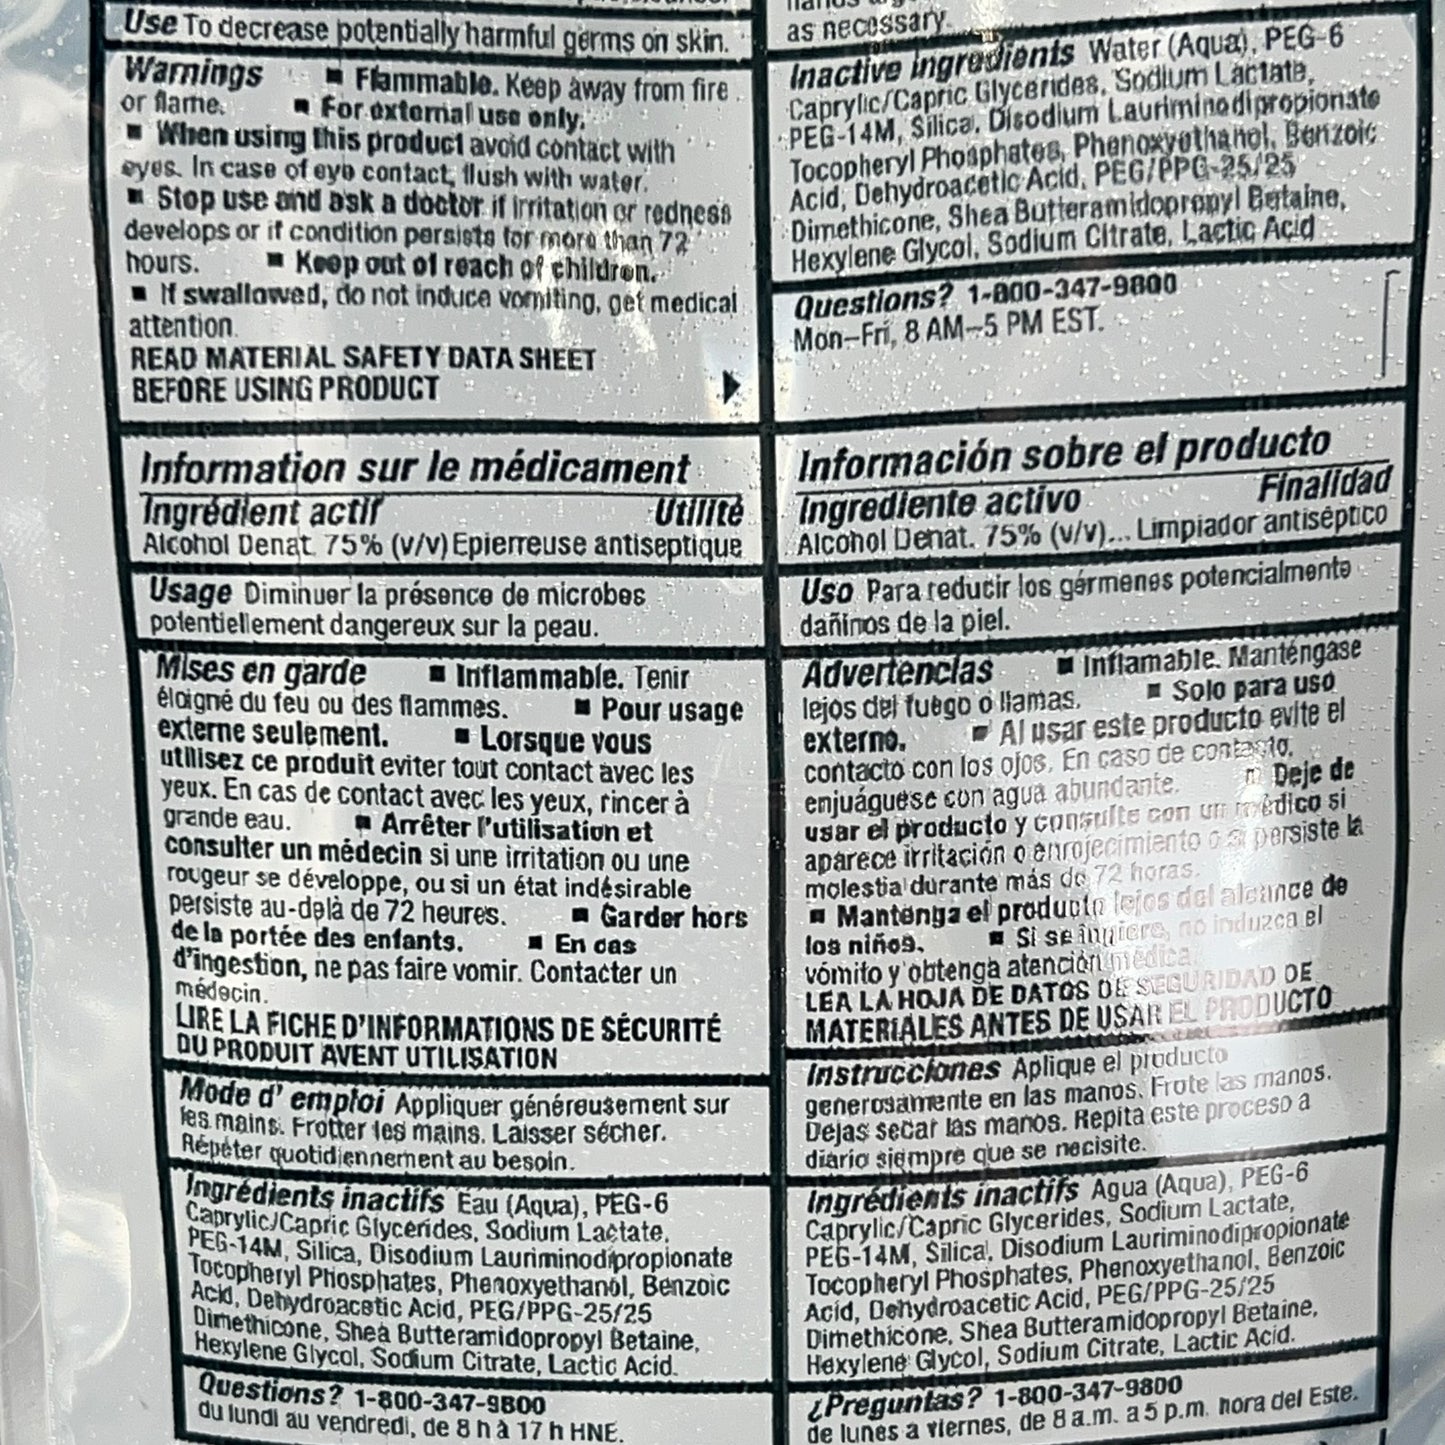 Use To decrease potentially harmful germs on skin.
Warnings ■ Flammable. Keep away from fire
or flame. ■ For external use only.
■ When using this product avoid contact with
eyes. In case of eye contact, flush with water.
■ Stop use and ask a doctor if irritation or redness
develops or if condition persists for more than 72
hours. ■ Keep out of reach of children.
■ If swallowed, do not induce vomiting, get medical
attention.
READ MATERIAL SAFETY DATA SHEET
BEFORE USING PRODUCT
as necessary.
Inactive ingredients Water (Aqua), PEG-6
Caprylic/Capric Glycerides, Sodium Lactate,
PEG-14M, Silica, Disodium Lauriminodipropionate
Tocopheryl Phosphates, Phenoxyethanol, Benzoic
Acid, Dehydroacetic Acid, PEG/PPG-25/25
Dimethicone, Shea Butteramidopropyl Betaine,
Hexylene Glycol, Sodium Citrate, Lactic Acid
Questions? 1-800-347-9800
Mon–Fri, 8 AM–5 PM EST.
Information sur le médicament
Ingrédient actif Utilité
Alcohol Denat. 75% (v/v) Epierreuse antiseptique
Usage Diminuer la présence de microbes
potentiellement dangereux sur la peau.
Mises en garde ■ Inflammable. Tenir
éloigné du feu ou des flammes. ■ Pour usage
externe seulement. ■ Lorsque vous
utilisez ce produit eviter tout contact avec les
yeux. En cas de contact avec les yeux, rincer à
grande eau. ■ Arrêter l'utilisation et
consulter un médecin si une irritation ou une
rougeur se développe, ou si un état indésirable
persiste au-delà de 72 heures. ■ Garder hors
de la portée des enfants. ■ En cas
d'ingestion, ne pas faire vomir. Contacter un
médecin.
LIRE LA FICHE D'INFORMATIONS DE SÉCURITÉ
DU PRODUIT AVENT UTILISATION
Mode d' emploi Appliquer généreusement sur
les mains. Frotter les mains. Laisser sécher.
Répéter quotidiennement au besoin.
Ingrédients inactifs Eau (Aqua), PEG-6
Caprylic/Capric Glycerides, Sodium Lactate,
PEG-14M, Silica, Disodium Lauriminodipropionate
Tocopheryl Phosphates, Phenoxyethanol, Benzoic
Acid, Dehydroacetic Acid, PEG/PPG-25/25
Dimethicone, Shea Butteramidopropyl Betaine,
Hexylene Glycol, Sodium Citrate, Lactic Acid.
Questions? 1-800-347-9800
du lundi au vendredi, de 8 h à 17 h HNE.
Información sobre el producto
Ingrediente activo Finalidad
Alcohol Denat. 75% (v/v)... Limpiador antiséptico
Uso Para reducir los gérmenes potencialmente
dañinos de la piel.
Advertencias ■ Inflamable. Manténgase
lejos del fuego o llamas. ■ Solo para uso
externo. ■ Al usar este producto evite el
contacto con los ojos. En caso de contacto,
enjuáguese con agua abundante. ■ Deje de
usar el producto y consulte con un médico si
aparece irritación o enrojecimiento o si persiste la
molestia durante más de 72 horas.
■ Mantenga el producto lejos del alcance de
los niños. ■ Si se ingiere, no induzca el
vómito y obtenga atención médica.
LEA LA HOJA DE DATOS DE SEGURIDAD DE
MATERIALES ANTES DE USAR EL PRODUCTO
Instrucciones Aplique el producto
generosamente en las manos. Frote las manos.
Dejas secar las manos. Repita este proceso a
diario siempre que se necisite.
Ingrédients inactifs Agua (Aqua), PEG-6
Caprylic/Capric Glycerides, Sodium Lactate,
PEG-14M, Silica, Disodium Lauriminodipropionate
Tocopheryl Phosphates, Phenoxyethanol, Benzoic
Acid, Dehydroacetic Acid, PEG/PPG-25/25
Dimethicone, Shea Butteramidopropyl Betaine,
Hexylene Glycol, Sodium Citrate, Lactic Acid.
¿Preguntas? 1-800-347-9800
de lunes a viernes, de 8 a.m. a 5 p.m. hora del Este.